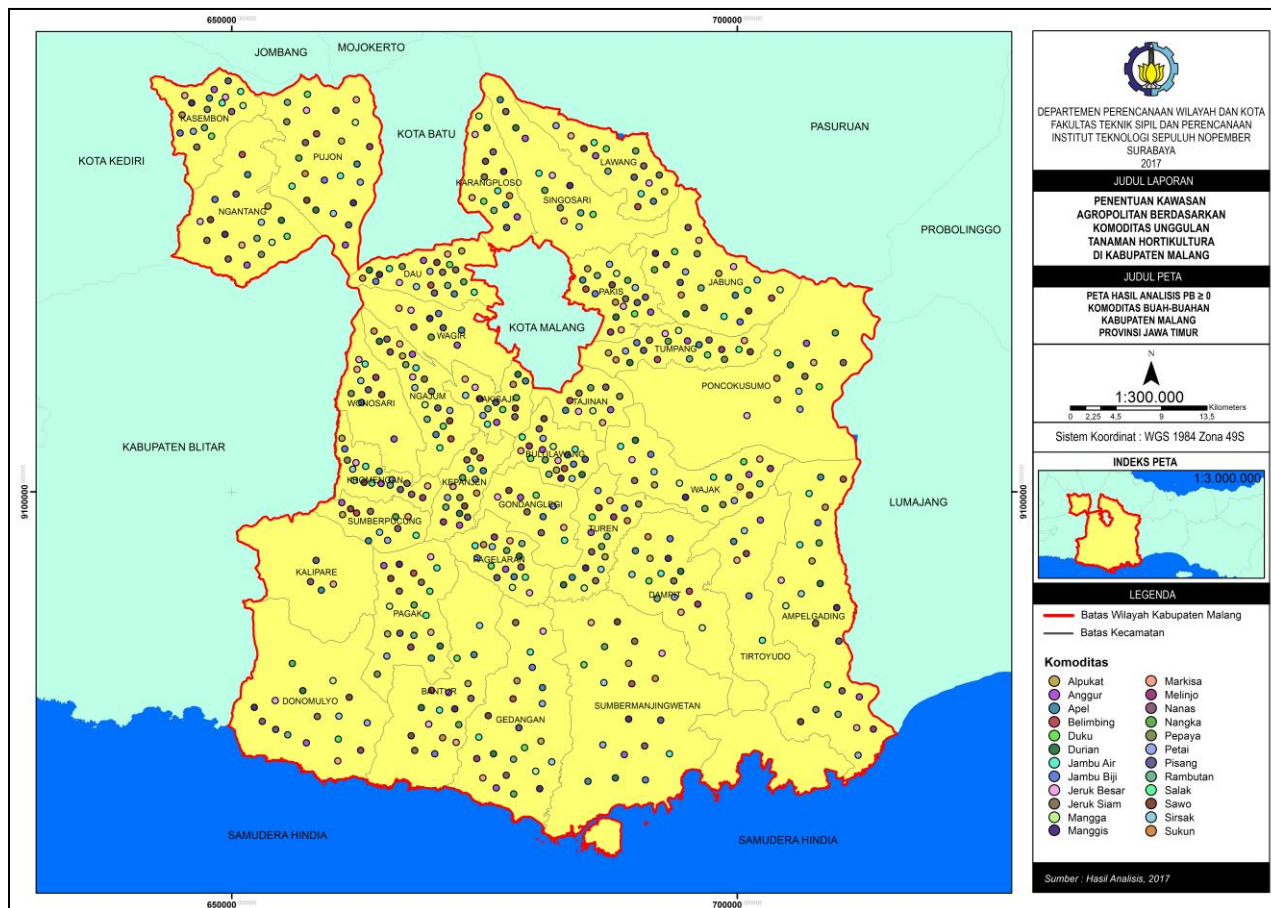 650000
700000
JOMBANG
MOJOKERTO
KOTA BATU
PASURUAN
KOTA KEDIRI
PROBOLINGGO
KASEMBON
PUJON
NGANTANG
KARANGPLOSO
SINGOSARI
LAWANG
DAU
PAKIS
JABUNG
KOTA MALANG
WAGIR
TUMPANG
PONCOKUSUMO
WONOSARI
NGAJUM
PAKISAJI
TAJINAN
KABUPATEN BLITAR
BULULAWANG
KROMENGAN
KEPANJEN
WAJAK
LUMAJANG
9100000
9100000
GONDANGLEGI
SUMBERPUCUNG
TUREN
KALIPARE
PAGELARAN
PAGAK
DAMPIT
AMPELGADING
TIRTOYUDO
DONOMULYO
BANTUR
GEDANGAN
SUMBERMANJINGWETAN
SAMUDERA HINDIA
SAMUDERA HINDIA
650000
700000
DEPARTEMEN PERENCANAAN WILAYAH DAN KOTA
FAKULTAS TEKNIK SIPIL DAN PERENCANAAN
INSTITUT TEKNOLOGI SEPULUH NOPEMBER
SURABAYA
2017
JUDUL LAPORAN
PENENTUAN KAWASAN
AGROPOLITAN BERDASARKAN
KOMODITAS UNGGULAN
TANAMAN HORTIKULTURA
DI KABUPATEN MALANG
JUDUL PETA
PETA HASIL ANALISIS PB ≥ 0
KOMODITAS BUAH-BUAHAN
KABUPATEN MALANG
PROVINSI JAWA TIMUR
N
1:300.000
Kilometers
0 2,25 4,5 9 13,5
Sistem Koordinat : WGS 1984 Zona 49S
INDEKS PETA
1:3.000.000
LEGENDA
Batas Wilayah Kabupaten Malang
Batas Kecamatan
Komoditas
Alpukat
Anggur
Apel
Belimbing
Duku
Durian
Jambu Air
Jambu Biji
Jeruk Besar
Jeruk Siam
Mangga
Manggis
Markisa
Melinjo
Nanas
Nangka
Pepaya
Petai
Pisang
Rambutan
Salak
Sawo
Sirsak
Sukun
Sumber : Hasil Analisis, 2017